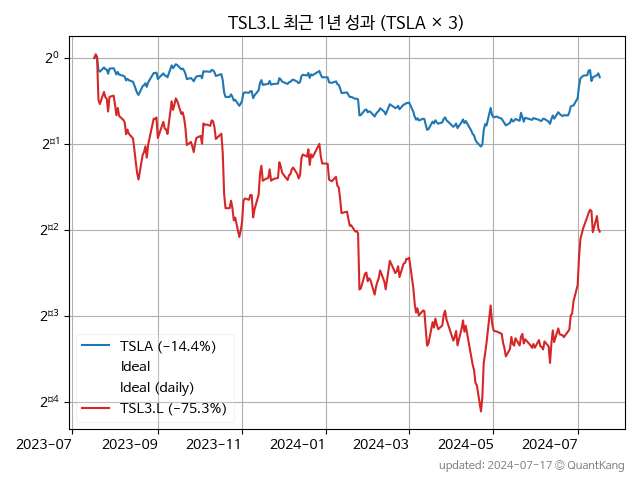 TSL3.L 최근 1년 성과 (TSLA × 3)
2⁰
2¤¹
2¤²
2¤³
2¤⁴
TSLA (−14.4%)
Ideal
Ideal (daily)
TSL3.L (−75.3%)
2023-07 2023-09 2023-11 2024-01 2024-03 2024-05 2024-07
updated: 2024-07-17 © QuantKang